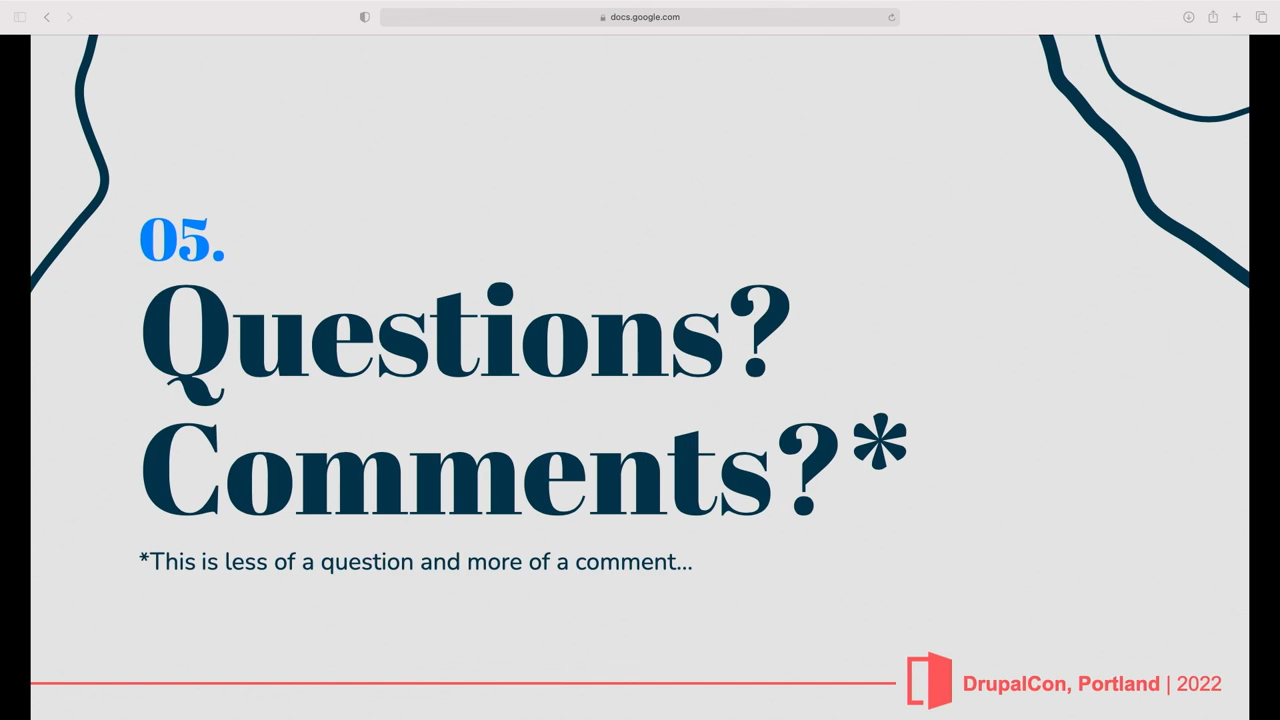 docs.google.com
05.
Questions?
Comments?*
*This is less of a question and more of a comment...
DrupalCon, Portland | 2022